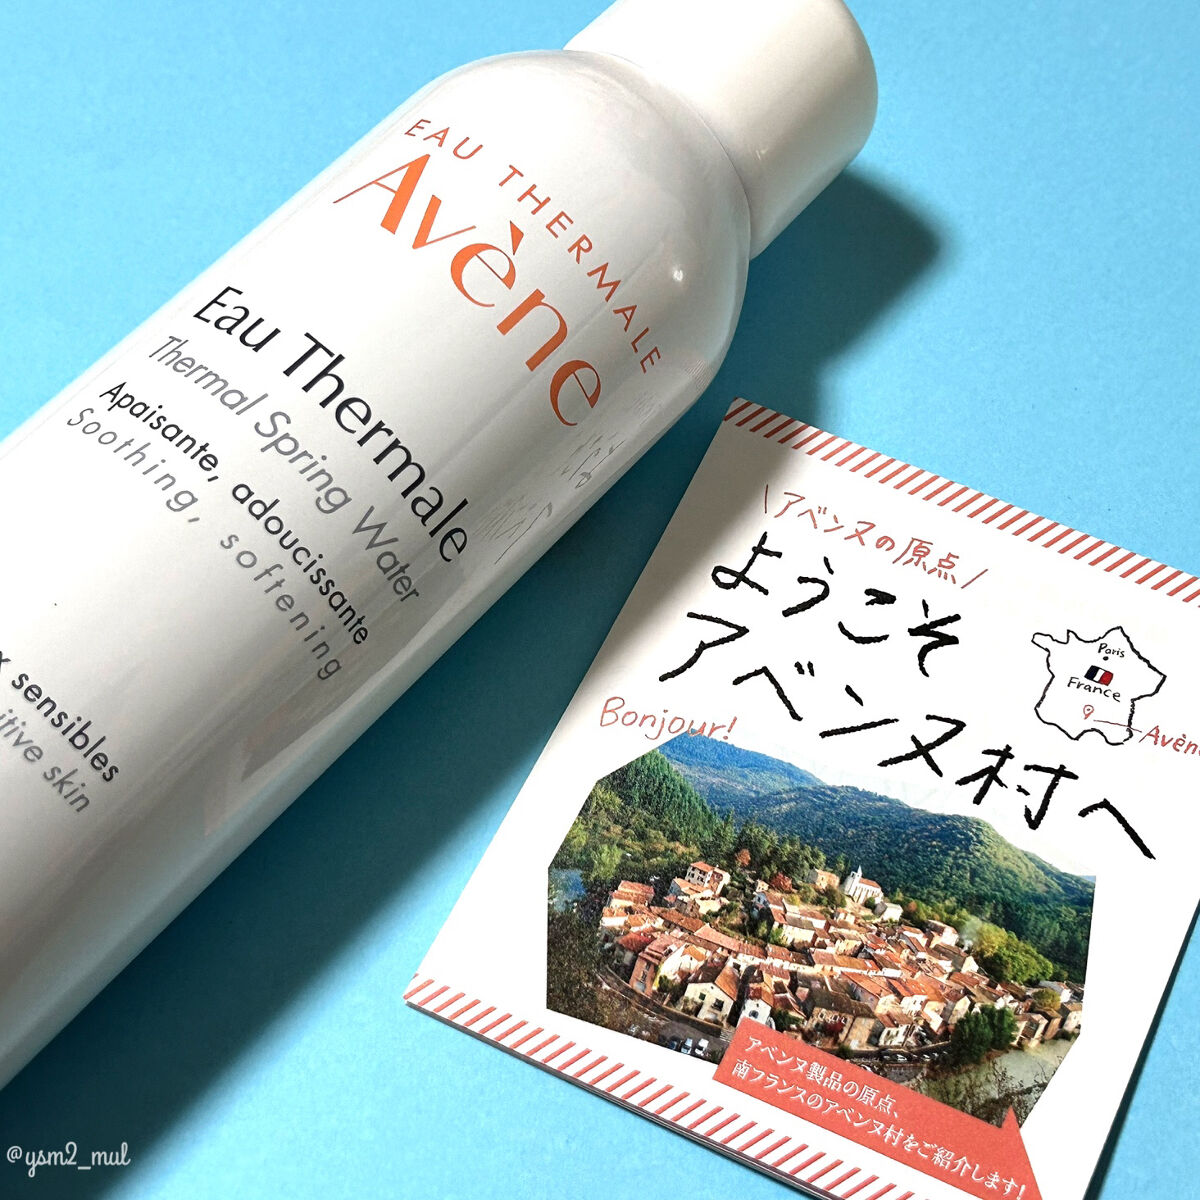 EAU THERMALE
Avène
Eau Thermale
Thermal Spring Water
Apaisante, adoucissante
Soothing, softening
sensibles
skin
\アベンヌの原点/
ようこそ
アベンヌ村へ
Paris
France
Bonjour!
アベンヌ製品の原点、
南フランスのアベンヌ村をご紹介します!
@ysm2_mul